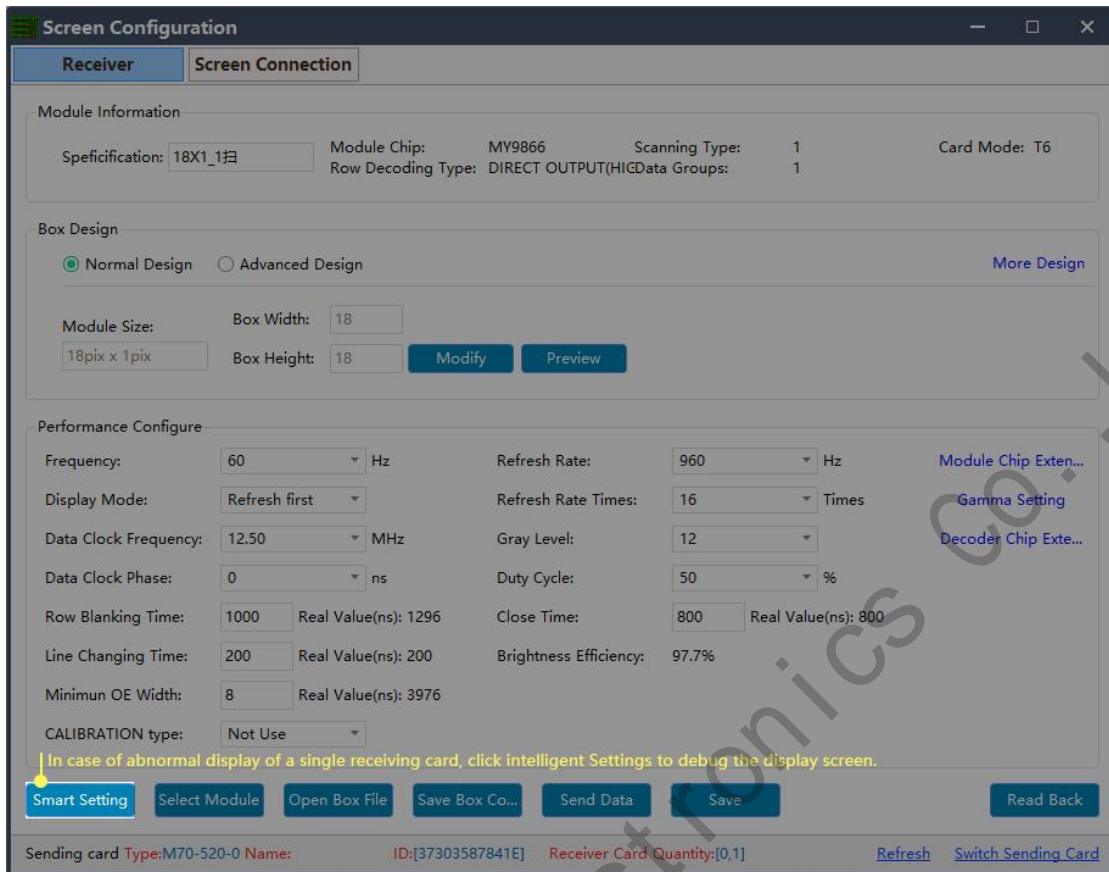 Screen Configuration
Receiver Screen Connection
Module Information
Speficification: 18X1_1扫 Module Chip: MY9866 Scanning Type: 1 Card Mode: T6
Row Decoding Type: DIRECT OUTPUT(HIGData Groups: 1
Box Design
Normal Design Advanced Design More Design
Module Size: Box Width: 18
18pix x 1pix Box Height: 18 Modify Preview
Performance Configure
Frequency: 60 Hz Refresh Rate: 960 Hz Module Chip Exten...
Display Mode: Refresh first Refresh Rate Times: 16 Times Gamma Setting
Data Clock Frequency: 12.50 MHz Gray Level: 12 Decoder Chip Exte...
Data Clock Phase: 0 ns Duty Cycle: 50 %
Row Blanking Time: 1000 Real Value(ns): 1296 Close Time: 800 Real Value(ns): 800
Line Changing Time: 200 Real Value(ns): 200 Brightness Efficiency: 97.7%
Minimun OE Width: 8 Real Value(ns): 3976
CALIBRATION type: Not Use
In case of abnormal display of a single receiving card, click intelligent Settings to debug the display screen.
Smart Setting Select Module Open Box File Save Box Co... Send Data Save Read Back
Sending card Type:M70-520-0 Name: ID:[37303587841E] Receiver Card Quantity:[0,1] Refresh Switch Sending Card
stronics Co.